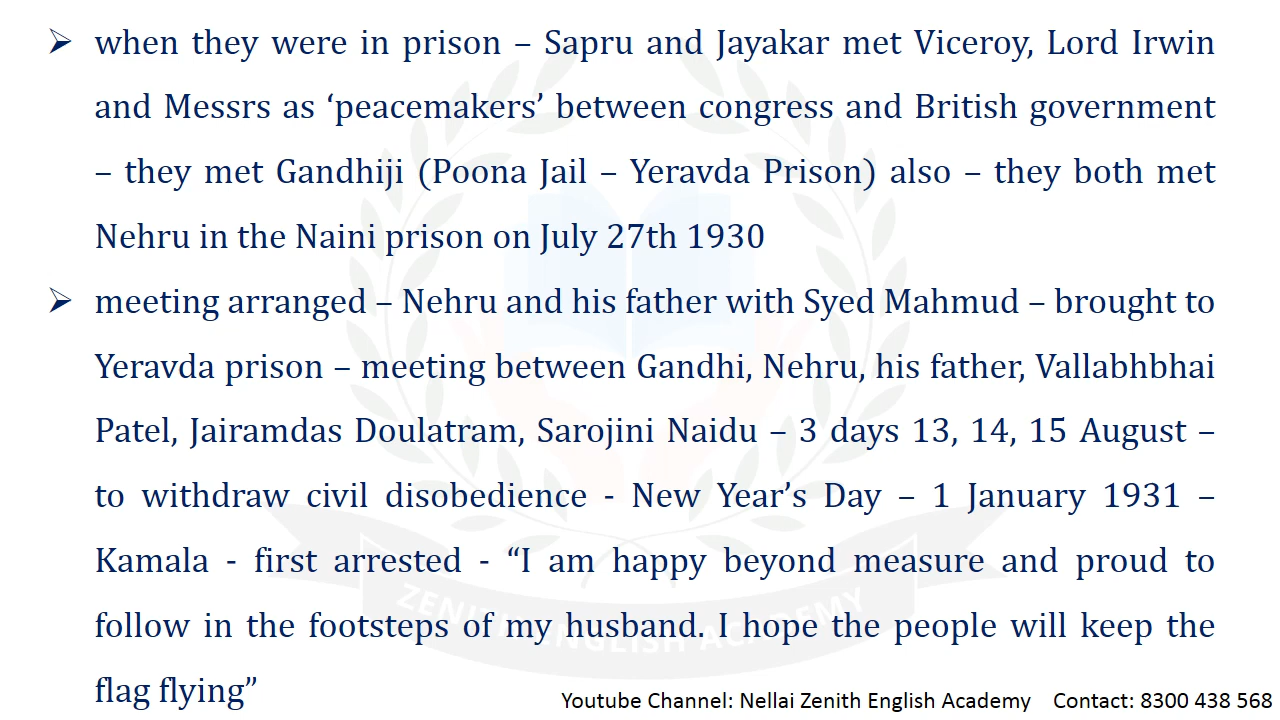 ➢ when they were in prison – Sapru and Jayakar met Viceroy, Lord Irwin
and Messrs as ‘peacemakers’ between congress and British government
– they met Gandhiji (Poona Jail – Yeravda Prison) also – they both met
Nehru in the Naini prison on July 27th 1930
➢ meeting arranged – Nehru and his father with Syed Mahmud – brought to
Yeravda prison – meeting between Gandhi, Nehru, his father, Vallabhbhai
Patel, Jairamdas Doulatram, Sarojini Naidu – 3 days 13, 14, 15 August –
to withdraw civil disobedience - New Year’s Day – 1 January 1931 –
Kamala - first arrested - “I am happy beyond measure and proud to
follow in the footsteps of my husband. I hope the people will keep the
flag flying”
ZENITH ENGLISH ACADEMY
Youtube Channel: Nellai Zenith English Academy Contact: 8300 438 568